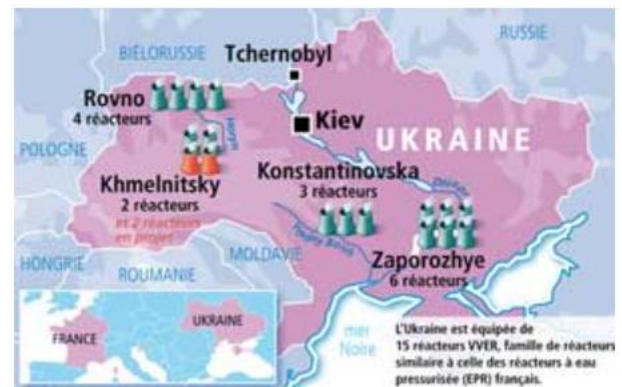 BIÉLORUSSIE
RUSSIE
Tchernobyl
Rovno
4 réacteurs
Horyn
Kiev
UKRAINE
POLOGNE
Khmelnitsky
2 réacteurs
et 2 réacteurs
en projet
Konstantinovska
3 réacteurs
Dniepr
Zaporozhye
6 réacteurs
MOLDAVIE
HONGRIE
ROUMANIE
FRANCE
UKRAINE
mer
Noire
L'Ukraine est équipée de
15 réacteurs VVER, famille de réacteurs
similaire à celle des réacteurs à eau
pressurisée (EPR) français.